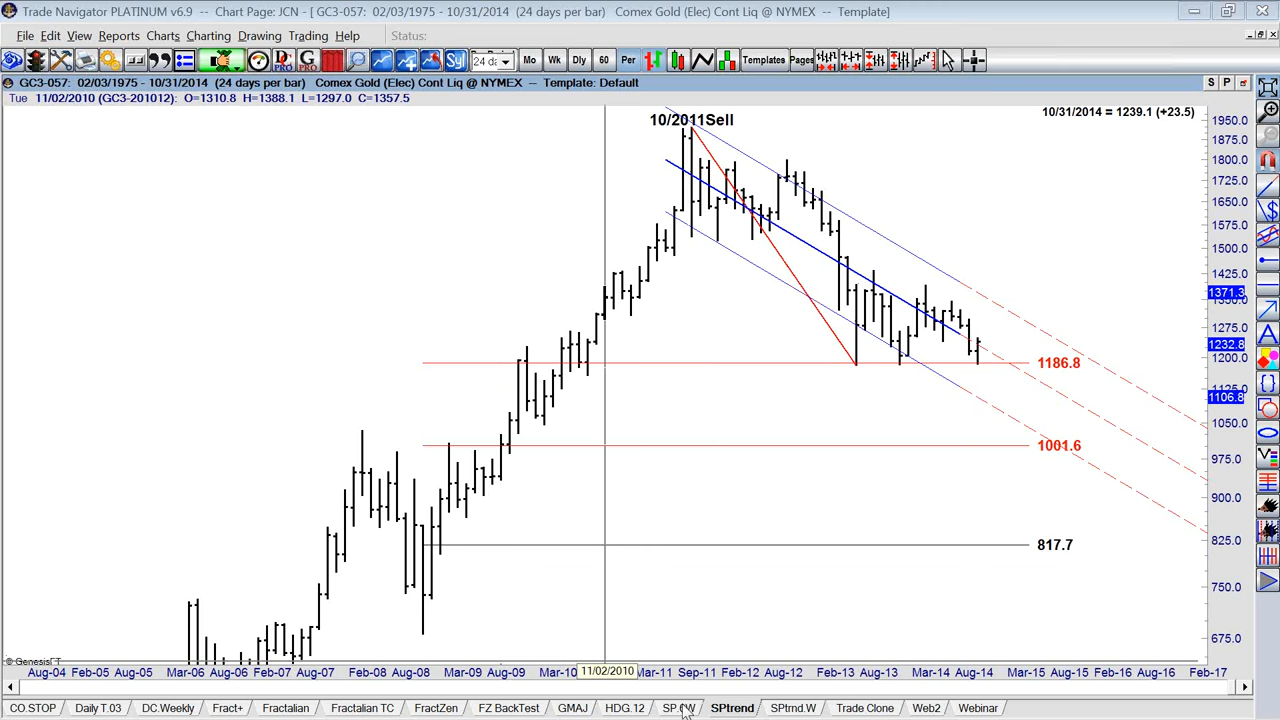 Trade Navigator PLATINUM v6.9 - Chart Page: JCN - [ GC3-057: 02/03/1975 - 10/31/2014 (24 days per bar) Comex Gold (Elec) Cont Liq @ NYMEX - Template]
File Edit View Reports Charts Charting Drawing Trading Help Status:
24 da Mo Wk Dly 60 Per Templates Pages
GC3-057: 02/03/1975 - 10/31/2014 (24 days per bar) Comex Gold (Elec) Cont Liq @ NYMEX Template: Default S P
Tue 11/02/2010 (GC3-201012): O=1310.8 H=1388.1 L=1297.0 C=1357.5
10/31/2014 = 1239.1 (+23.5)
10/2011Sell
1950.0
1875.0
1800.0
1725.0
1650.0
1575.0
1500.0
1425.0
1371.3
1350.0
1275.0
1232.8
1200.0
1186.8
1125.0
1106.8
1050.0
1001.6
975.0
900.0
825.0
817.7
750.0
675.0
© GenesisFT
Aug-04 Feb-05 Aug-05 Mar-06 Aug-06 Feb-07 Aug-07 Feb-08 Aug-08 Mar-09 Aug-09 Mar-10 11/02/2010 Mar-11 Sep-11 Feb-12 Aug-12 Feb-13 Aug-13 Mar-14 Aug-14 Mar-15 Aug-15 Feb-16 Aug-16 Feb-17
CO STOP Daily T.03 DC.Weekly Fract+ Fractalian Fractalian TC FractZen FZ BackTest GMAJ HDG.12 SPtrend SPtrnd.W Trade Clone Web2 Webinar